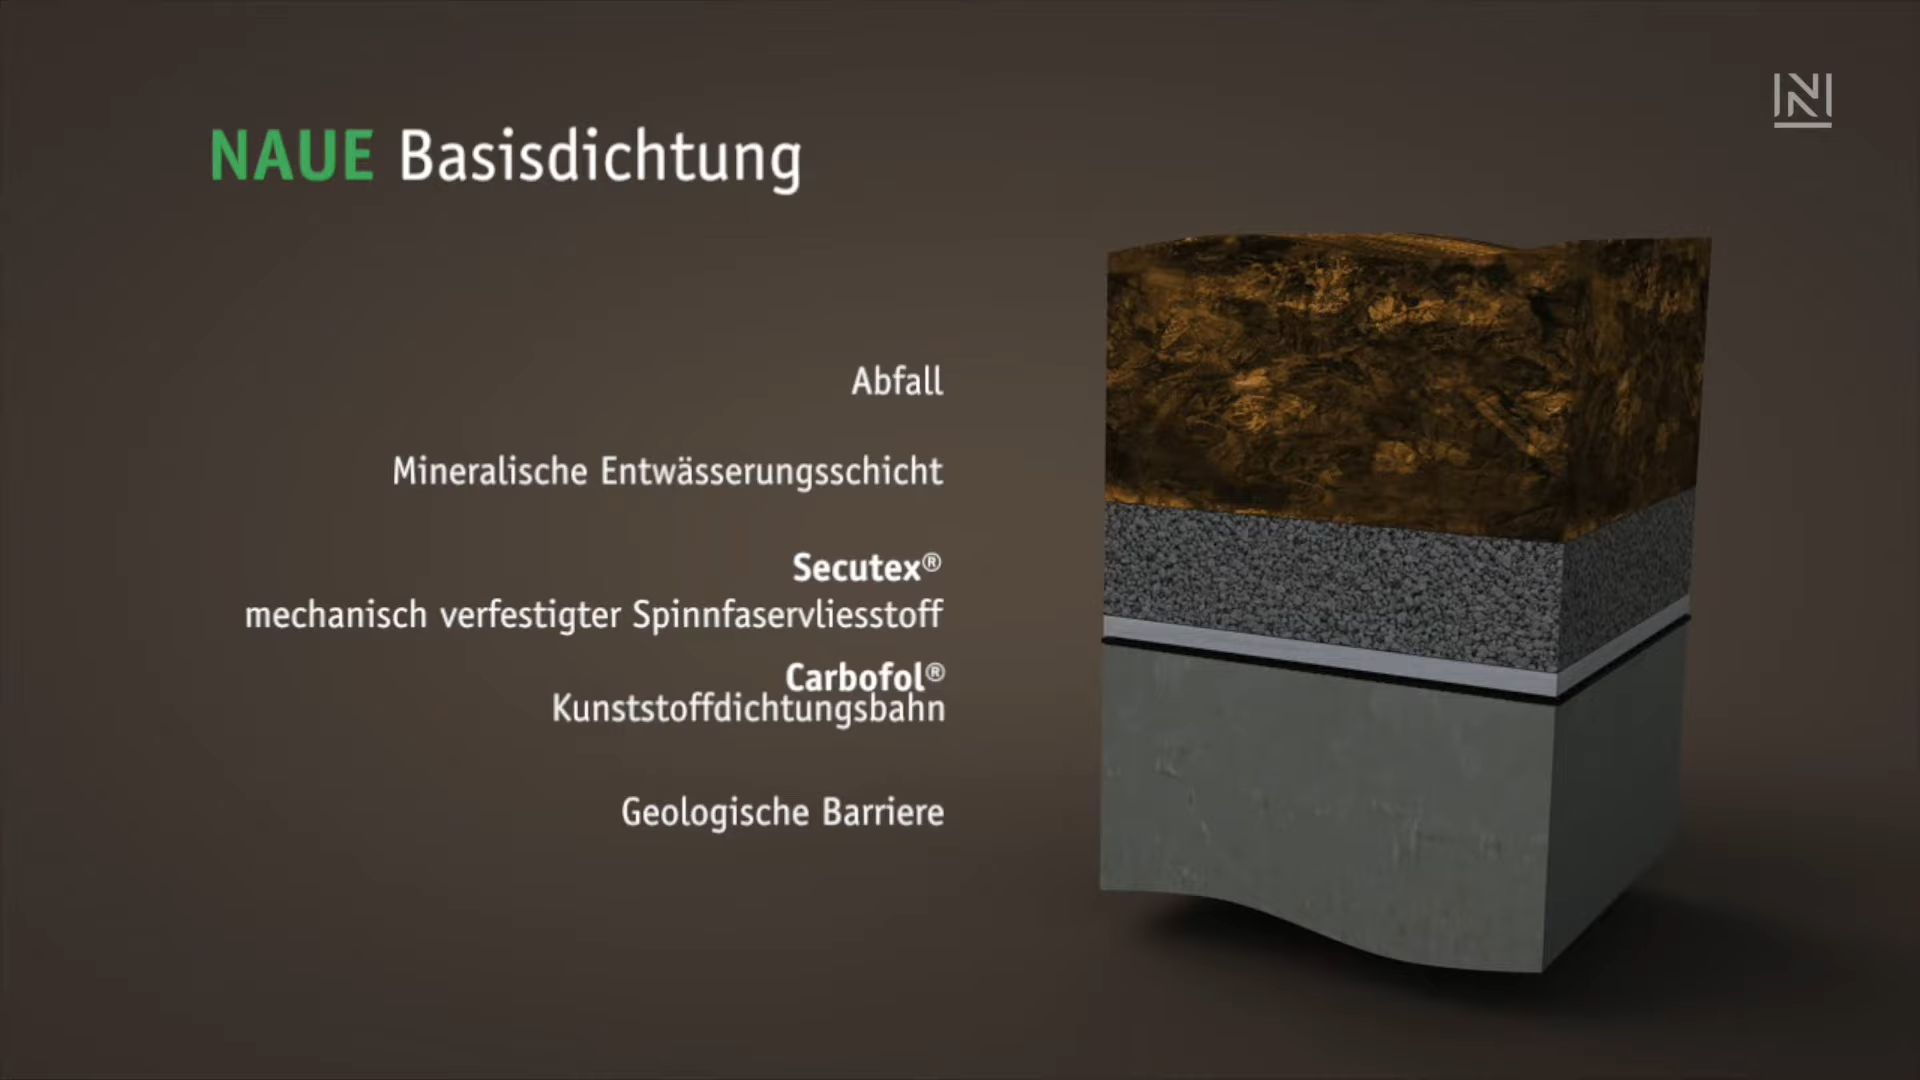 NAUE Basisdichtung
Abfall
Mineralische Entwässerungsschicht
Secutex®
mechanisch verfestigter Spinnfaservliesstoff
Carbofol®
Kunststoffdichtungsbahn
Geologische Barriere